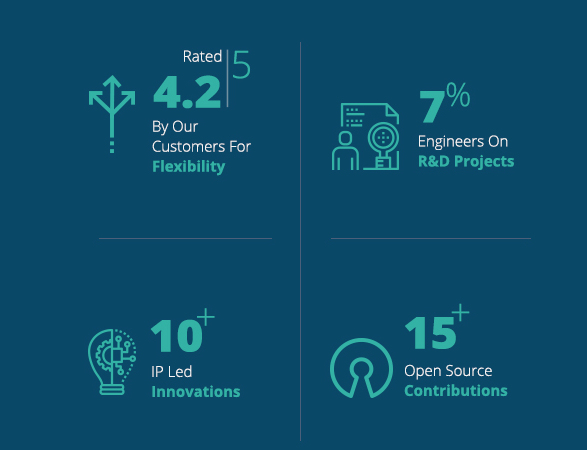 Rated
4.2 5
By Our
Customers For
Flexibility
7%
Engineers On
R&D Projects
10+
IP Led
Innovations
15+
Open Source
Contributions